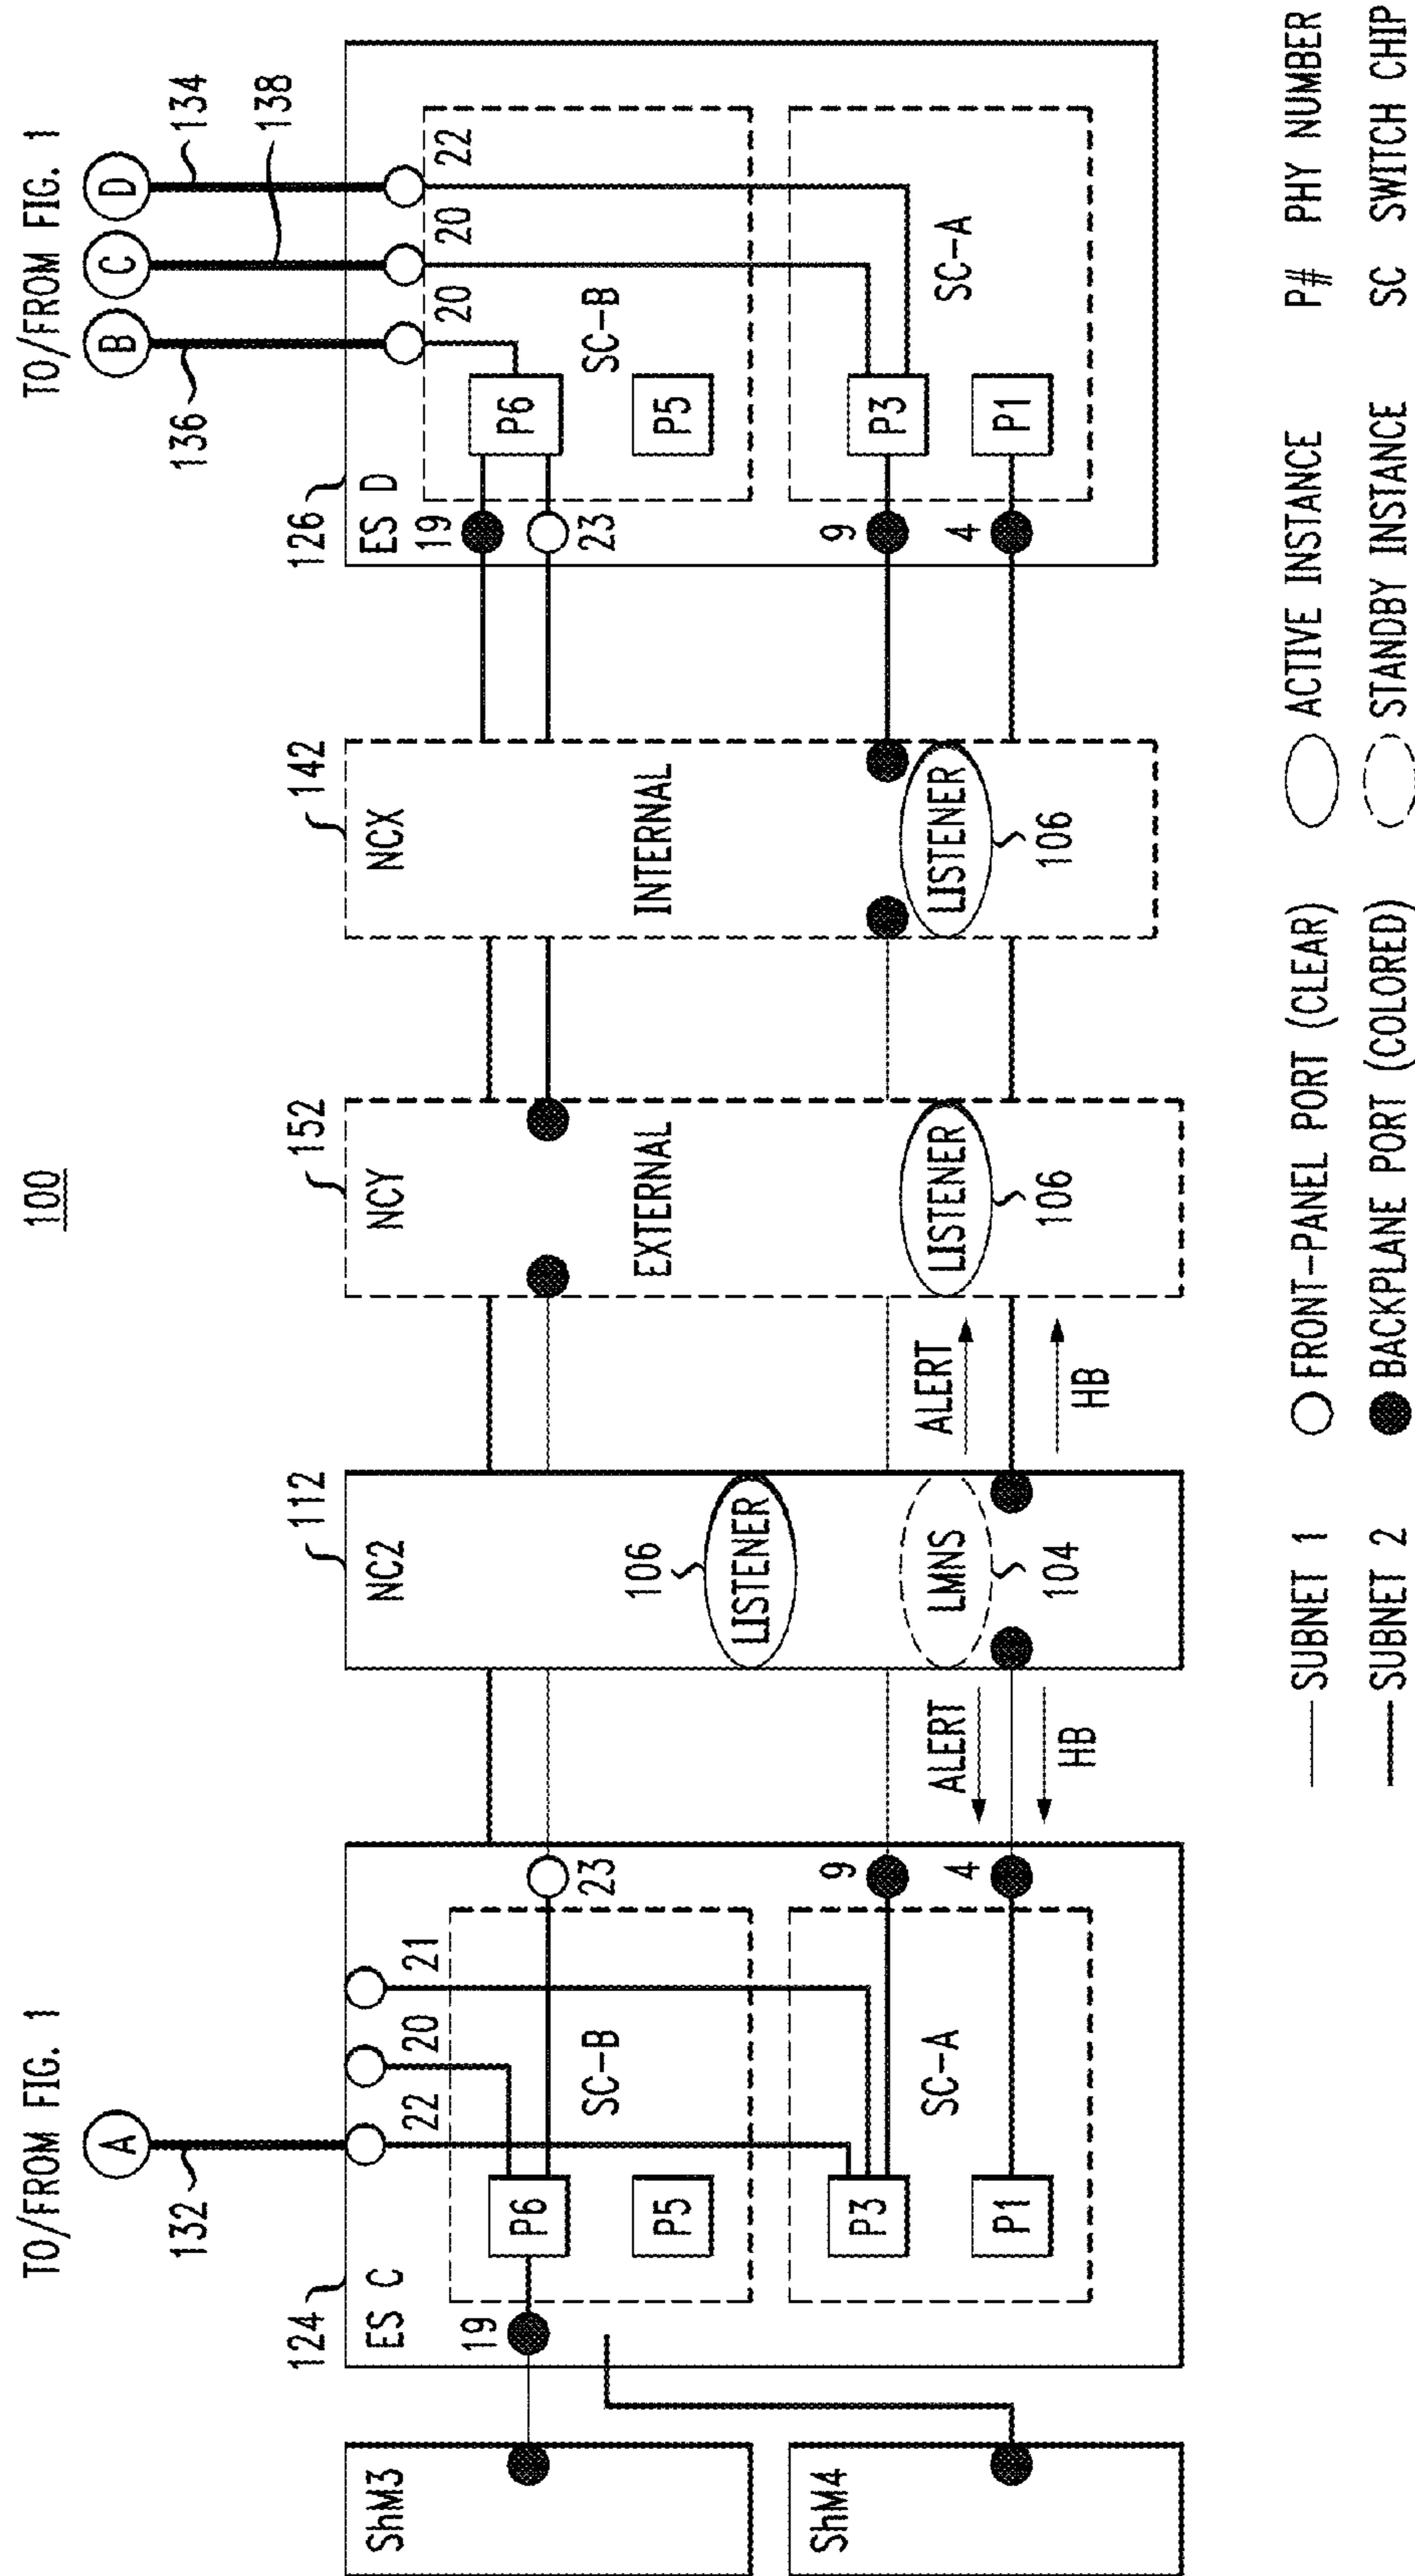 100
TO/FROM FIG. 1
TO/FROM FIG. 1
A
132
B
C
D
136
134
138
ShM3
ShM4
124
ES C
19
22
20
21
P6
P5
SC-B
23
P3
P1
SC-A
9
4
ALERT
HB
112
NC2
106
LISTENER
LMNS
104
ALERT
HB
152
NCY
EXTERNAL
LISTENER
106
142
NCX
INTERNAL
LISTENER
106
126
ES D
19
23
20
20
22
P6
P5
SC-B
9
4
P3
P1
SC-A
SUBNET 1
SUBNET 2
FRONT-PANEL PORT (CLEAR)
BACKPLANE PORT (COLORED)
ACTIVE INSTANCE
STANDBY INSTANCE
P# PHY NUMBER
SC SWITCH CHIP